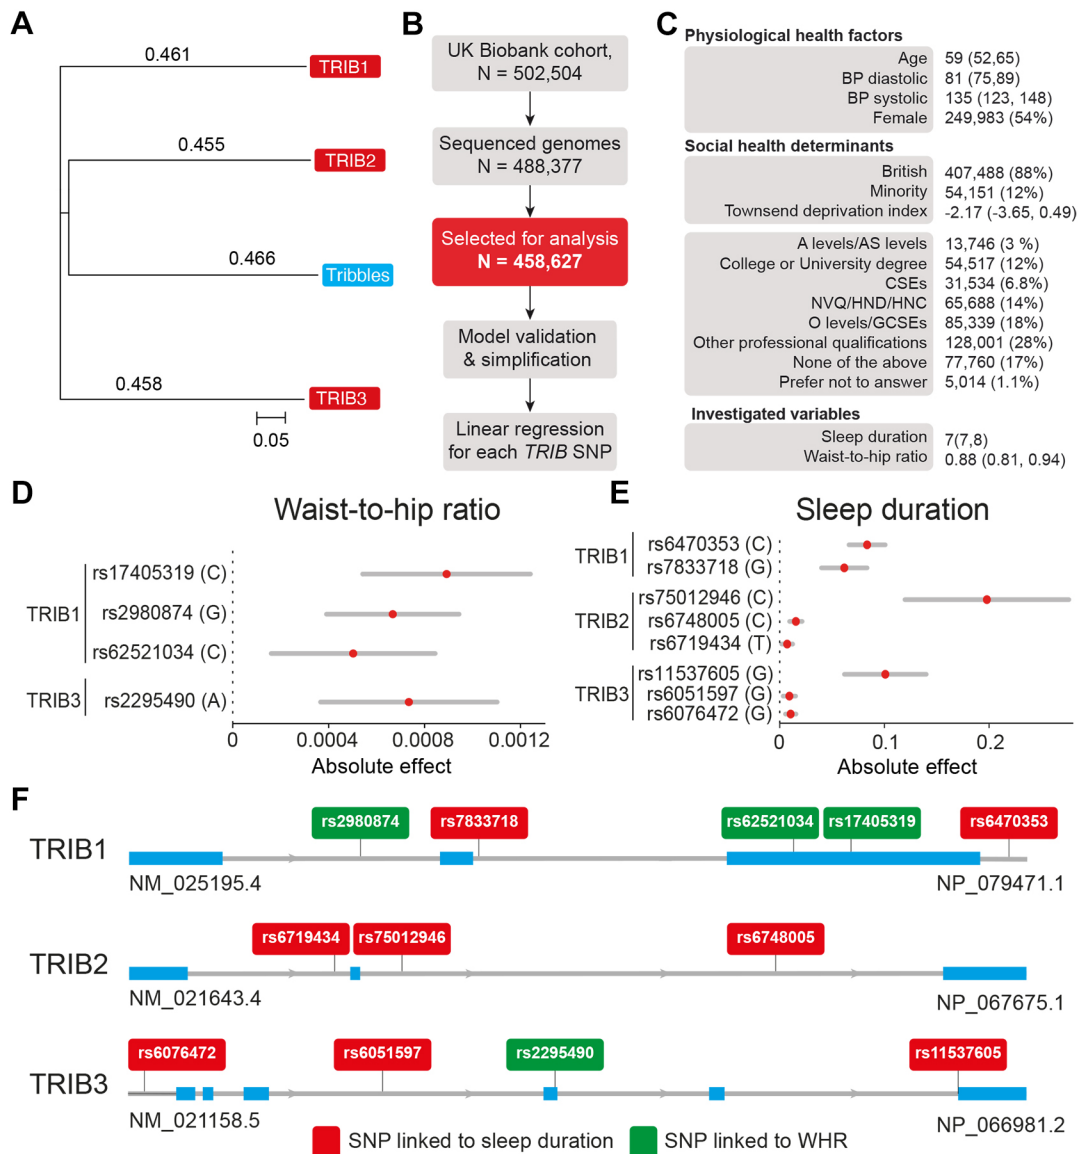 A
0.461
TRIB1
0.455
TRIB2
0.466
Tribbles
0.458
TRIB3
0.05
B
UK Biobank cohort,
N = 502,504
Sequenced genomes
N = 488,377
Selected for analysis
N = 458,627
Model validation
& simplification
Linear regression
for each TRIB SNP
C
Physiological health factors
Age 59 (52,65)
BP diastolic 81 (75,89)
BP systolic 135 (123, 148)
Female 249,983 (54%)
Social health determinants
British 407,488 (88%)
Minority 54,151 (12%)
Townsend deprivation index -2.17 (-3.65, 0.49)
A levels/AS levels 13,746 (3 %)
College or University degree 54,517 (12%)
CSEs 31,534 (6.8%)
NVQ/HND/HNC 65,688 (14%)
O levels/GCSEs 85,339 (18%)
Other professional qualifications 128,001 (28%)
None of the above 77,760 (17%)
Prefer not to answer 5,014 (1.1%)
Investigated variables
Sleep duration 7(7,8)
Waist-to-hip ratio 0.88 (0.81, 0.94)
D
Waist-to-hip ratio
rs17405319 (C)
TRIB1 rs2980874 (G)
rs62521034 (C)
TRIB3 rs2295490 (A)
0 0.0004 0.0008 0.0012
Absolute effect
E
Sleep duration
rs6470353 (C)
TRIB1
rs7833718 (G)
rs75012946 (C)
TRIB2 rs6748005 (C)
rs6719434 (T)
rs11537605 (G)
TRIB3 rs6051597 (G)
rs6076472 (G)
0 0.1 0.2
Absolute effect
F
rs2980874 rs7833718 rs62521034 rs17405319 rs6470353
TRIB1
NM_025195.4 NP_079471.1
rs6719434 rs75012946 rs6748005
TRIB2
NM_021643.4 NP_067675.1
rs6076472 rs6051597 rs2295490 rs11537605
TRIB3
NM_021158.5 NP_066981.2
SNP linked to sleep duration SNP linked to WHR